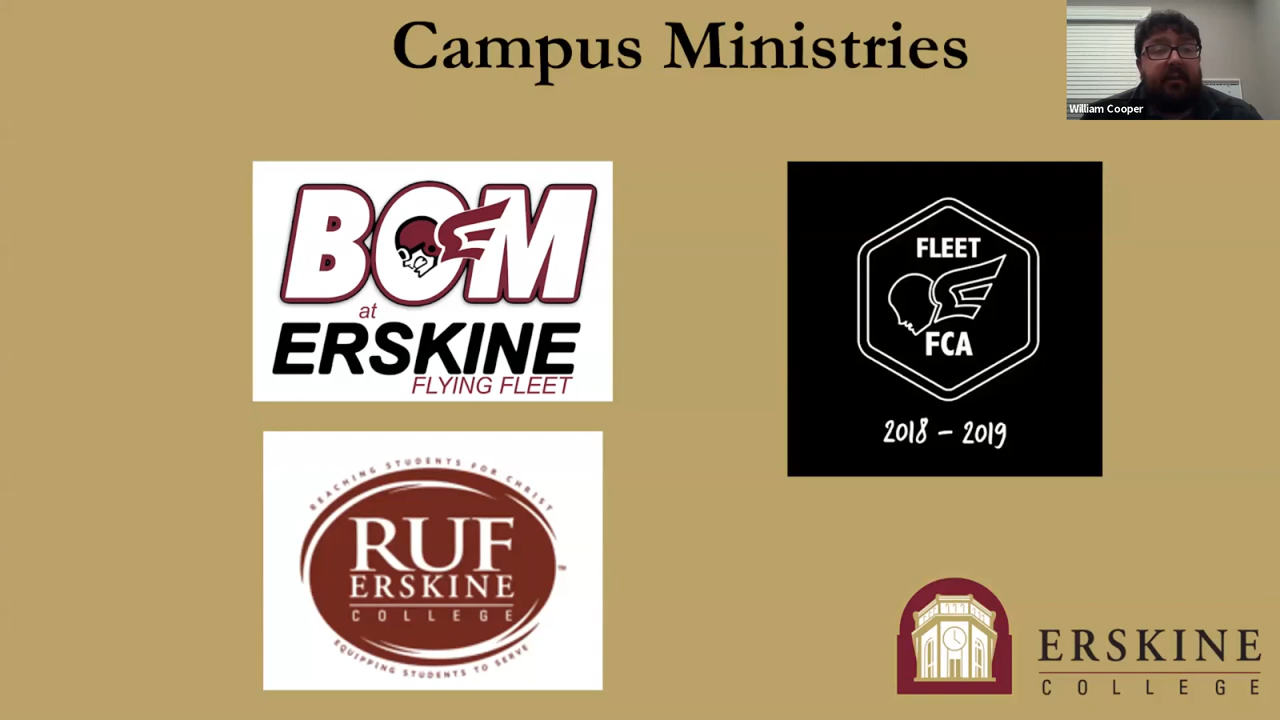 Campus Ministries
William Cooper
BCM
at
ERSKINE
FLYING FLEET
FLEET
FCA
2018 – 2019
REACHING STUDENTS FOR CHRIST
RUF
ERSKINE
COLLEGE
EQUIPPING STUDENTS TO SERVE
ERSKINE
COLLEGE